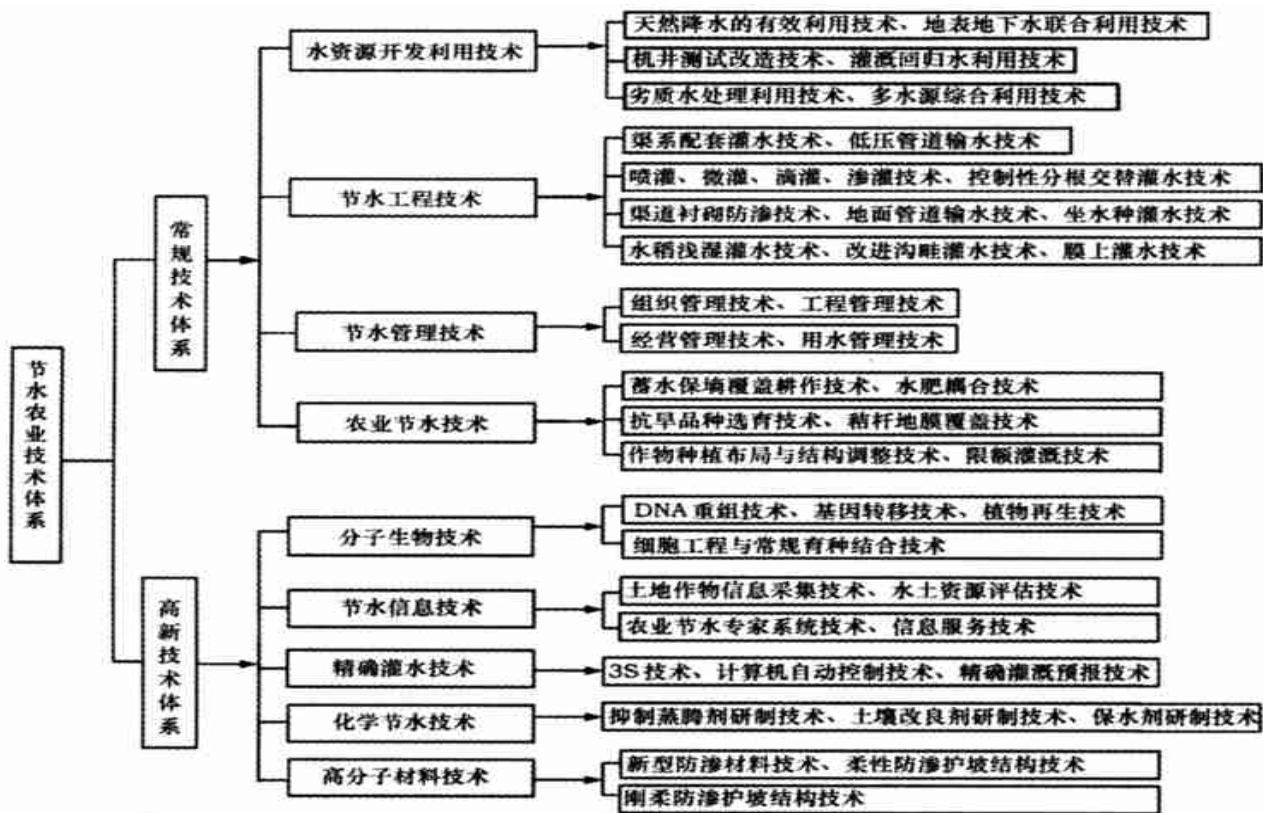 节水农业技术体系
常规技术体系
水资源开发利用技术
天然降水的有效利用技术、地表地下水联合利用技术
机井测试改造技术、灌溉回归水利用技术
劣质水处理利用技术、多水源综合利用技术
节水工程技术
渠系配套灌水技术、低压管道输水技术
喷灌、微灌、滴灌、渗灌技术、控制性分根交替灌水技术
渠道衬砌防渗技术、地面管道输水技术、坐水种灌水技术
水稻浅湿灌水技术、改进沟畦灌水技术、膜上灌水技术
节水管理技术
组织管理技术、工程管理技术
经营管理技术、用水管理技术
农业节水技术
蓄水保墒覆盖耕作技术、水肥耦合技术
抗旱品种选育技术、秸秆地膜覆盖技术
作物种植布局与结构调整技术、限额灌溉技术
高新技术体系
分子生物技术
DNA重组技术、基因转移技术、植物再生技术
细胞工程与常规育种结合技术
节水信息技术
土地作物信息采集技术、水土资源评估技术
农业节水专家系统技术、信息服务技术
精确灌水技术
3S技术、计算机自动控制技术、精确灌溉预报技术
化学节水技术
抑制蒸腾剂研制技术、土壤改良剂研制技术、保水剂研制技术
高分子材料技术
新型防渗材料技术、柔性防渗护坡结构技术
刚柔防渗护坡结构技术